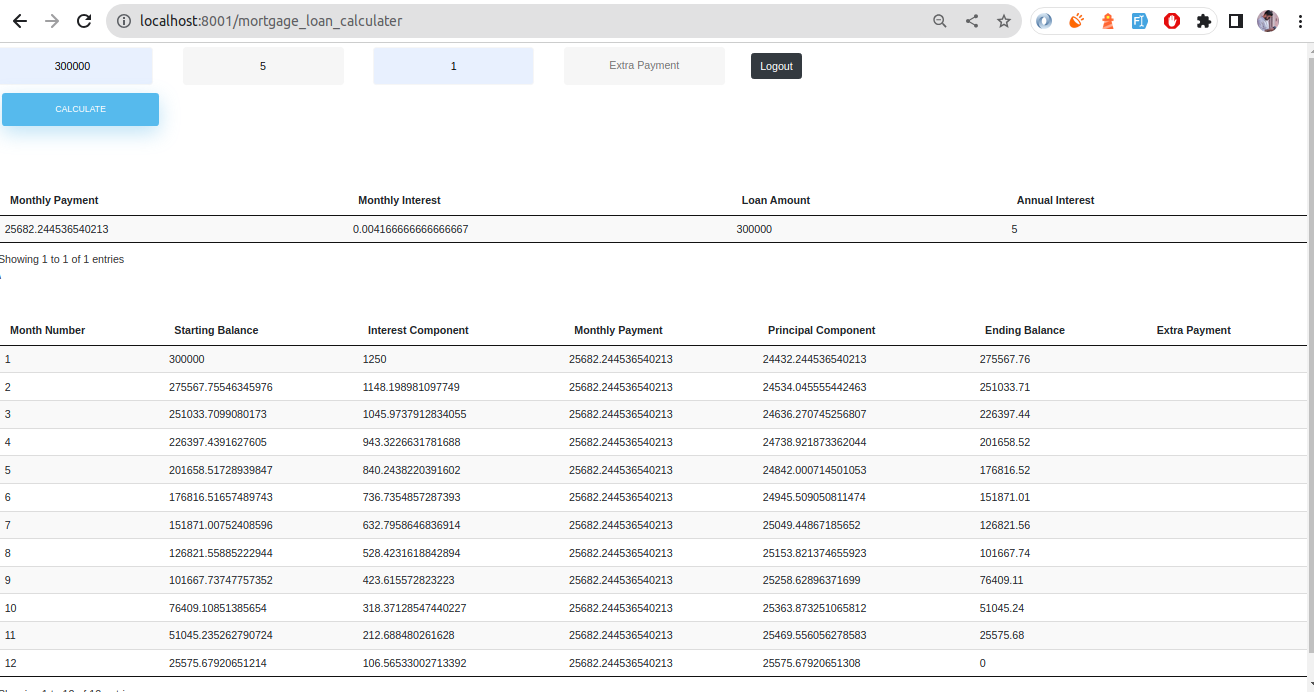 localhost:8001/mortgage_loan_calculater
300000 5 1 Extra Payment Logout
CALCULATE
Monthly Payment Monthly Interest Loan Amount Annual Interest
25682.244536540213 0.004166666666666667 300000 5
Showing 1 to 1 of 1 entries
Month Number Starting Balance Interest Component Monthly Payment Principal Component Ending Balance Extra Payment
1 300000 1250 25682.244536540213 24432.244536540213 275567.76
2 275567.75546345976 1148.198981097749 25682.244536540213 24534.045555442463 251033.71
3 251033.7099080173 1045.9737912834055 25682.244536540213 24636.270745256807 226397.44
4 226397.4391627605 943.3226631781688 25682.244536540213 24738.921873362044 201658.52
5 201658.51728939847 840.2438220391602 25682.244536540213 24842.000714501053 176816.52
6 176816.51657489743 736.7354857287393 25682.244536540213 24945.509050811474 151871.01
7 151871.00752408596 632.7958646836914 25682.244536540213 25049.44867185652 126821.56
8 126821.55885222944 528.4231618842894 25682.244536540213 25153.821374655923 101667.74
9 101667.73747757352 423.615572823223 25682.244536540213 25258.62896371699 76409.11
10 76409.10851385654 318.37128547440227 25682.244536540213 25363.873251065812 51045.24
11 51045.235262790724 212.688480261628 25682.244536540213 25469.556056278583 25575.68
12 25575.67920651214 106.56533002713392 25682.244536540213 25575.67920651308 0